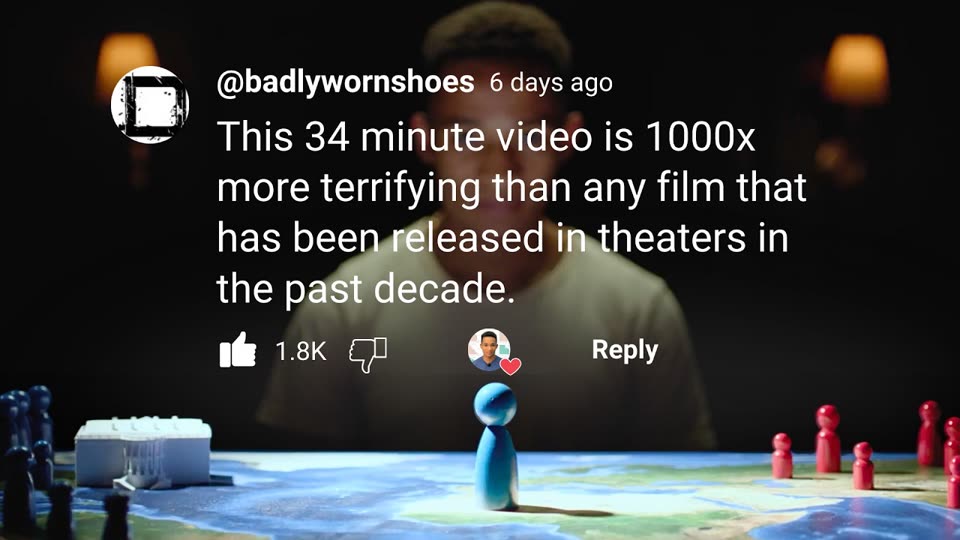 @badlywornshoes 6 days ago
This 34 minute video is 1000x
more terrifying than any film that
has been released in theaters in
the past decade.
1.8K Reply